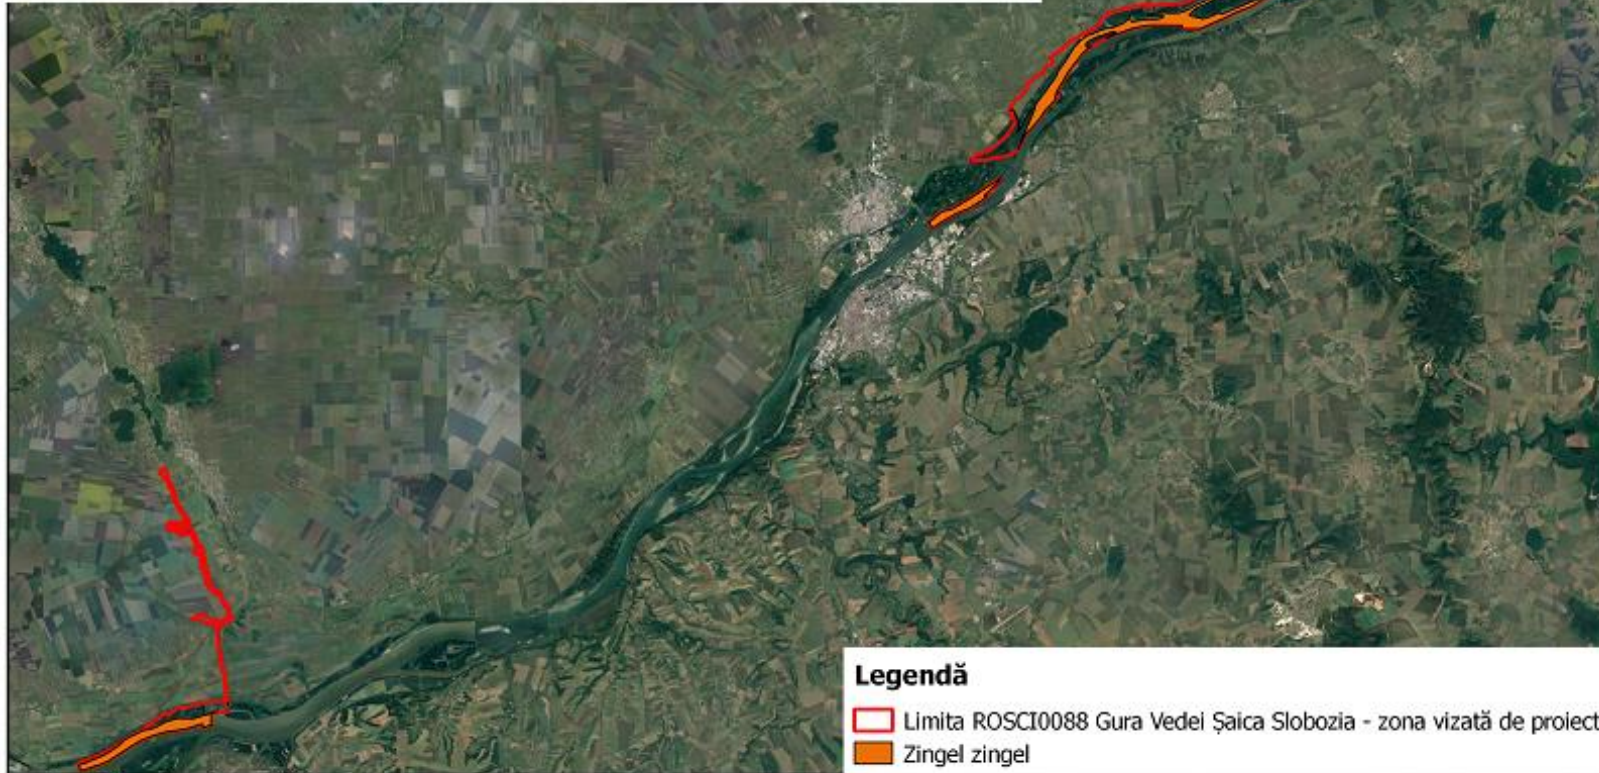 Legendă
Limita ROSCI0088 Gura Vedei Șaica Slobozia - zona vizată de proiect
Zingel zingel